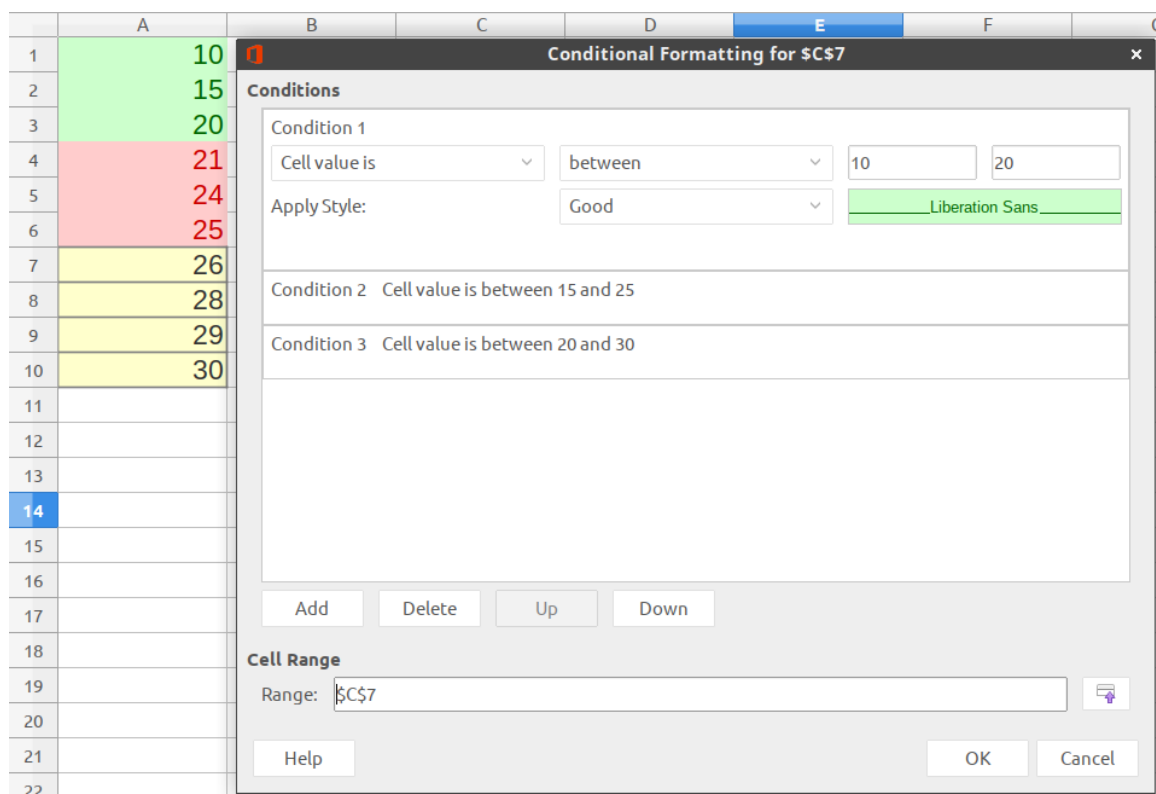 A B C D E F
Conditional Formatting for $C$7 ×
1 10
2 15
3 20
4 21
5 24
6 25
7 26
8 28
9 29
10 30
11
12
13
14
15
16
17
18
19
20
21
22
Conditions
Condition 1
Cell value is between 10 20
Apply Style: Good Liberation Sans
Condition 2 Cell value is between 15 and 25
Condition 3 Cell value is between 20 and 30
Add Delete Up Down
Cell Range
Range: $C$7
Help OK Cancel